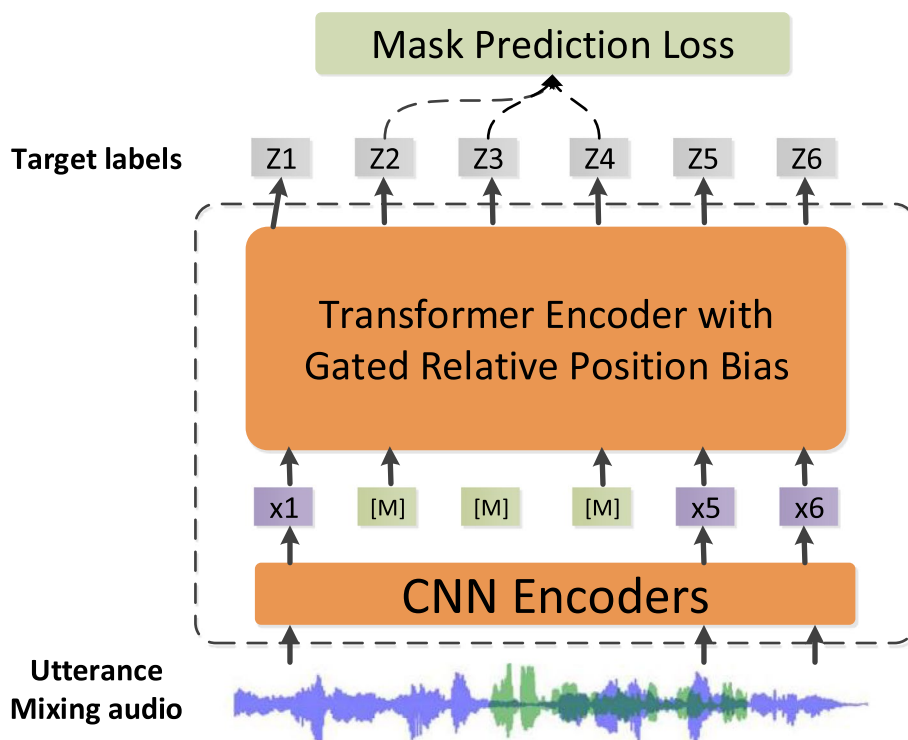 Mask Prediction Loss
Target labels
Z1 Z2 Z3 Z4 Z5 Z6
Transformer Encoder with
Gated Relative Position Bias
x1 [M] [M] [M] x5 x6
CNN Encoders
Utterance
Mixing audio